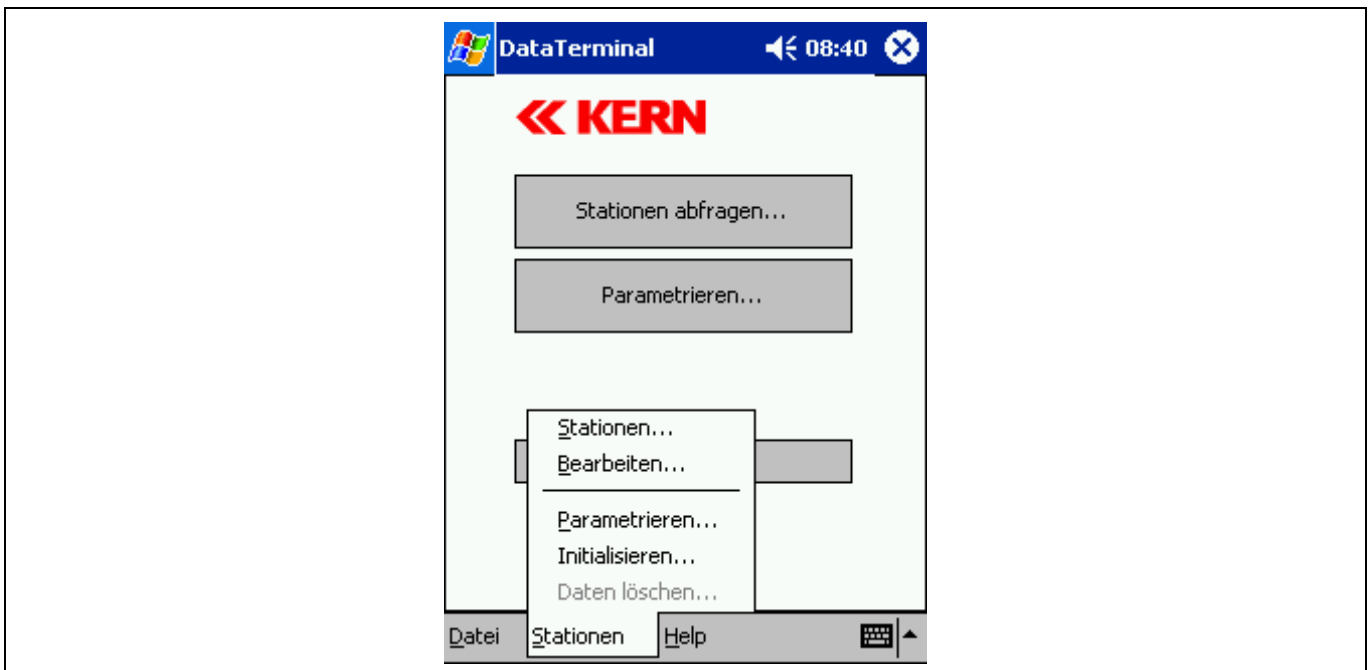 DataTerminal 08:40
KERN
Stationen abfragen...
Parametrieren...
Stationen...
Bearbeiten...
Parametrieren...
Initialisieren...
Daten löschen...
Datei Stationen Help